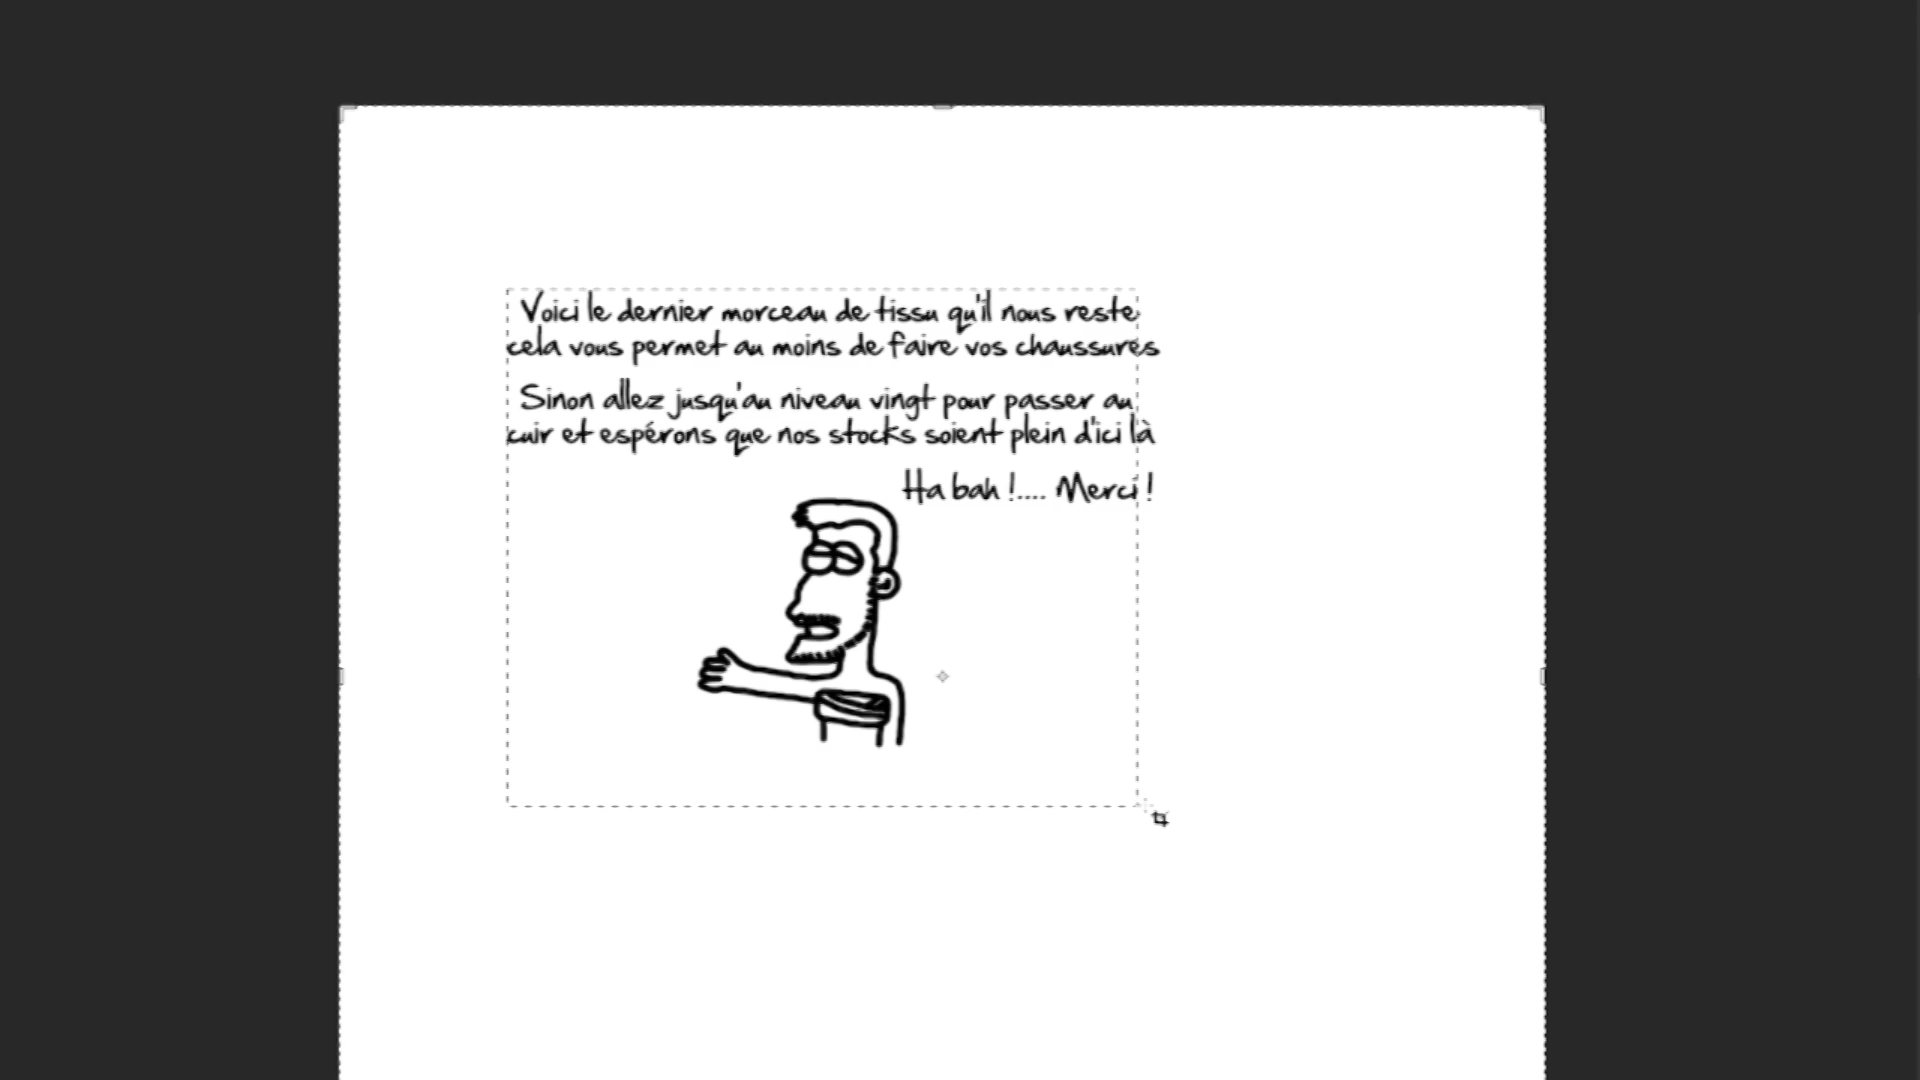 Voici le dernier morceau de tissu qu'il nous reste
cela vous permet au moins de faire vos chaussures
Sinon allez jusqu'au niveau vingt pour passer au
cuir et espérons que nos stocks soient plein d'ici là
Ha bah !.... Merci !